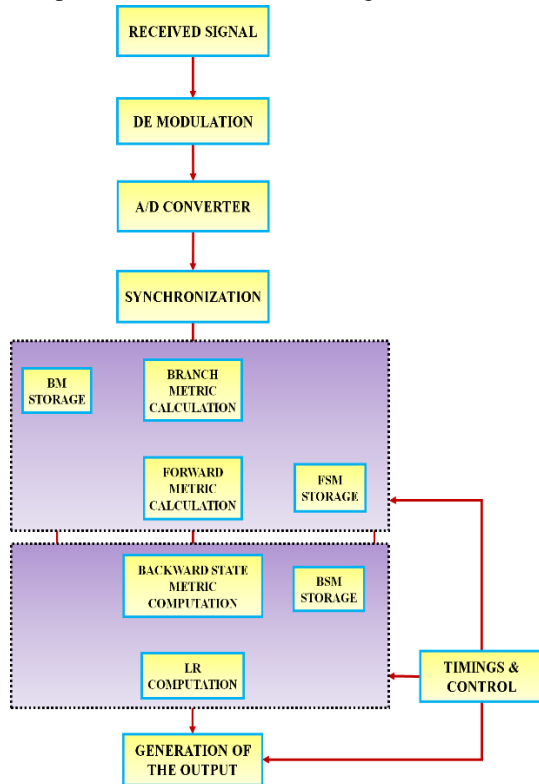 RECEIVED SIGNAL
DE MODULATION
A/D CONVERTER
SYNCHRONIZATION
BM
STORAGE
BRANCH
METRIC
CALCULATION
FORWARD
METRIC
CALCULATION
FSM
STORAGE
BACKWARD STATE
METRIC
COMPUTATION
BSM
STORAGE
LR
COMPUTATION
TIMINGS &
CONTROL
GENERATION OF
THE OUTPUT